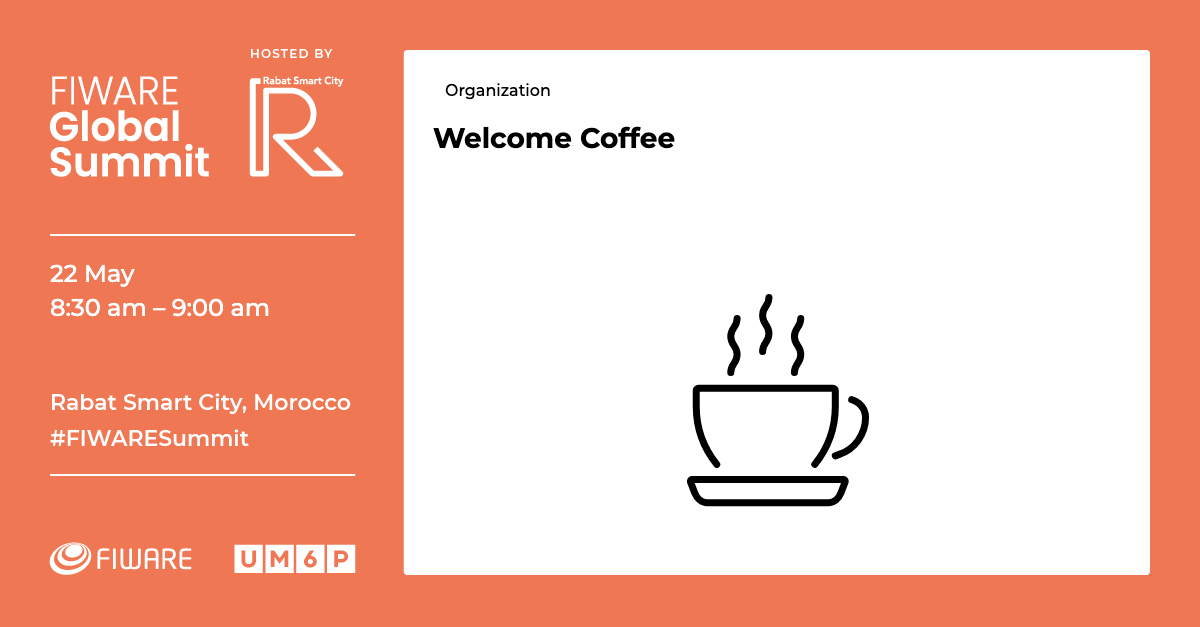 FIWARE
Global
Summit
HOSTED BY
Rabat Smart City
R
22 May
8:30 am – 9:00 am
Rabat Smart City, Morocco
#FIWARESummit
FIWARE
UM6P
Organization
Welcome Coffee